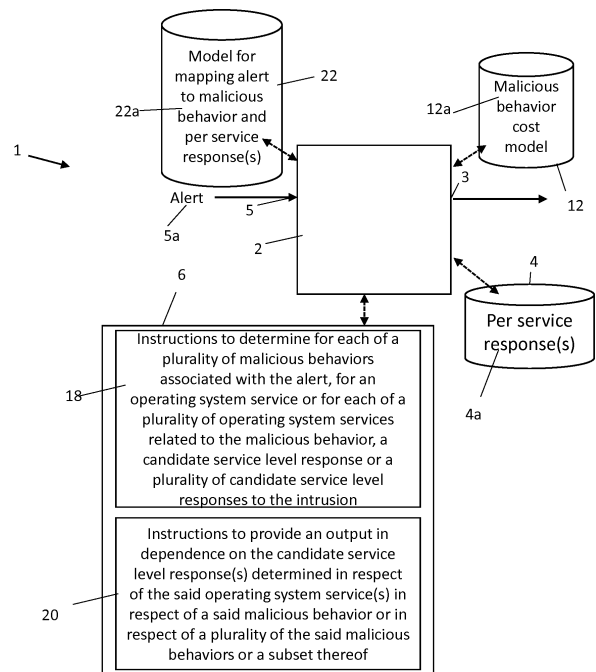 Model for
mapping alert
to malicious
behavior and
per service
response(s)
22
22a
Malicious
behavior
cost
model
12a
12
1
Alert
5a
5
3
2
4
Per service
response(s)
4a
6
Instructions to determine for each of a
plurality of malicious behaviors
associated with the alert, for an
operating system service or for each of a
plurality of operating system services
related to the malicious behavior, a
candidate service level response or a
plurality of candidate service level
responses to the intrusion
18
Instructions to provide an output in
dependence on the candidate service
level response(s) determined in respect
of the said operating system service(s) in
respect of a said malicious behavior or in
respect of a plurality of the said malicious
behaviors or a subset thereof
20